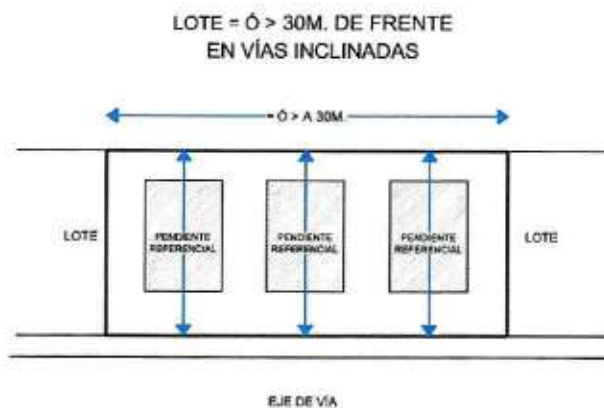 LOTE = Ó > 30M. DE FRENTE
EN VÍAS INCLINADAS
= Ó > A 30M.
LOTE
PENDIENTE
REFERENCIAL
PENDIENTE
REFERENCIAL
PENDIENTE
REFERENCIAL
LOTE
EJE DE VÍA